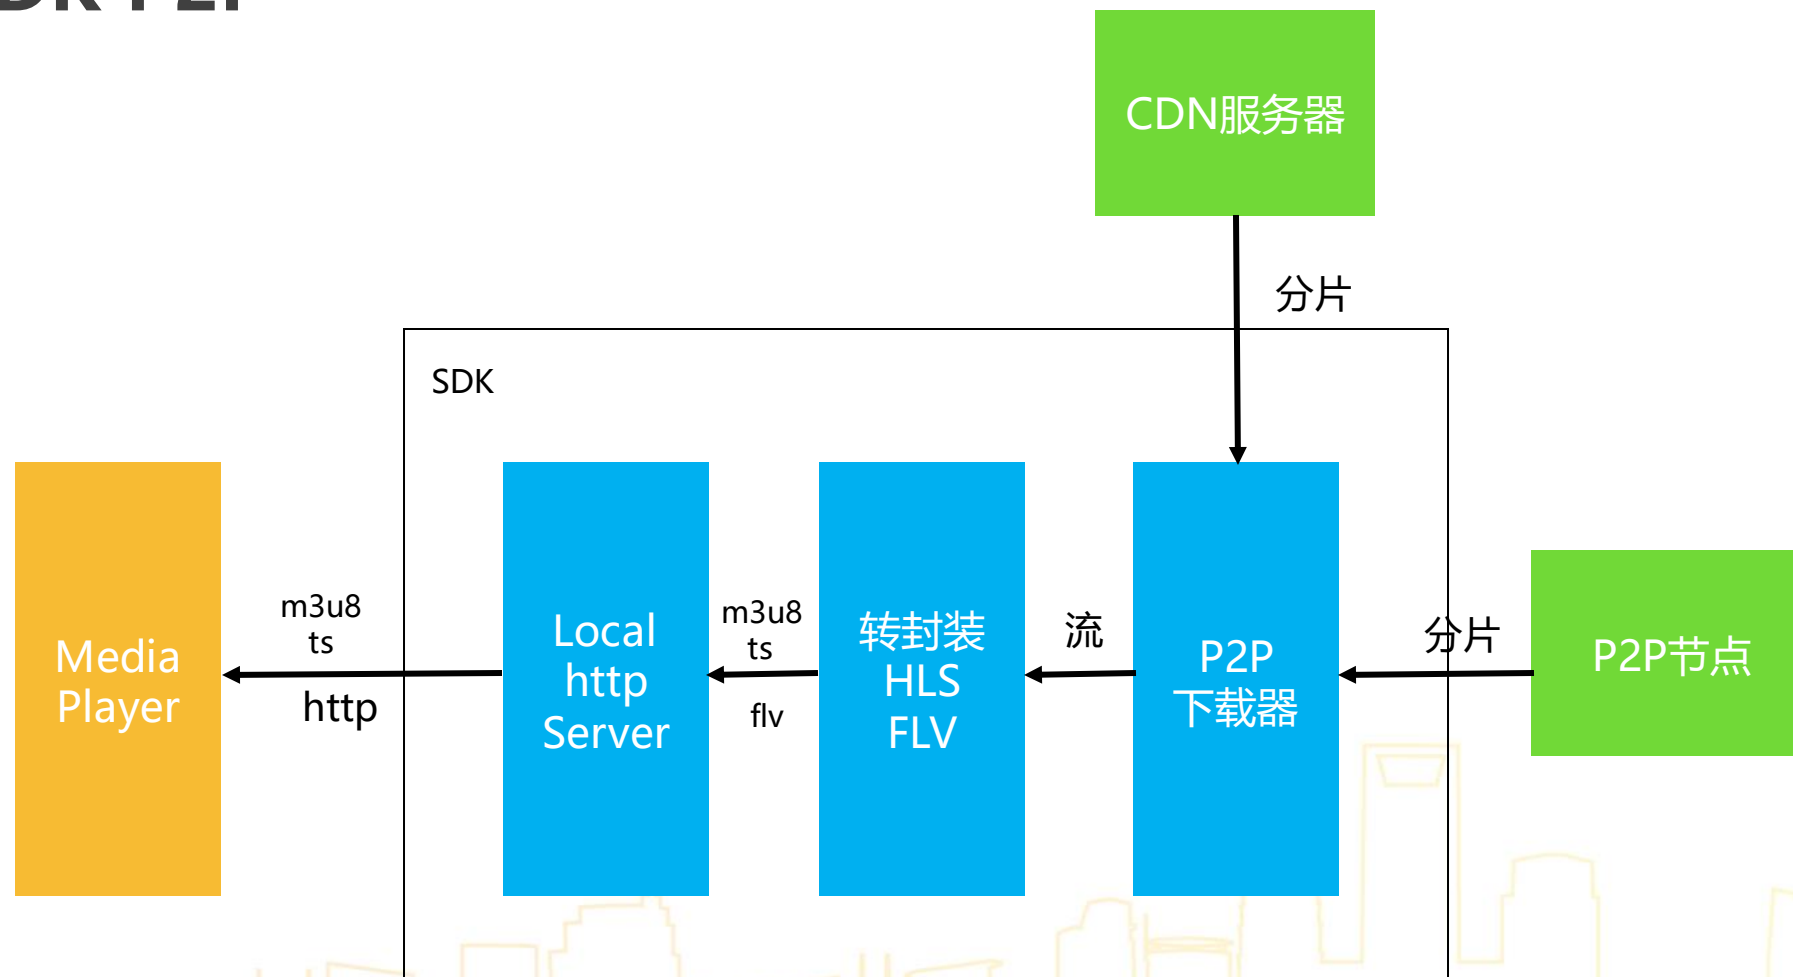 CDN服务器
分片
SDK
m3u8
ts
http
Media
Player
Local
http
Server
m3u8
ts
flv
转封装
HLS
FLV
流
P2P
下载器
分片
P2P节点